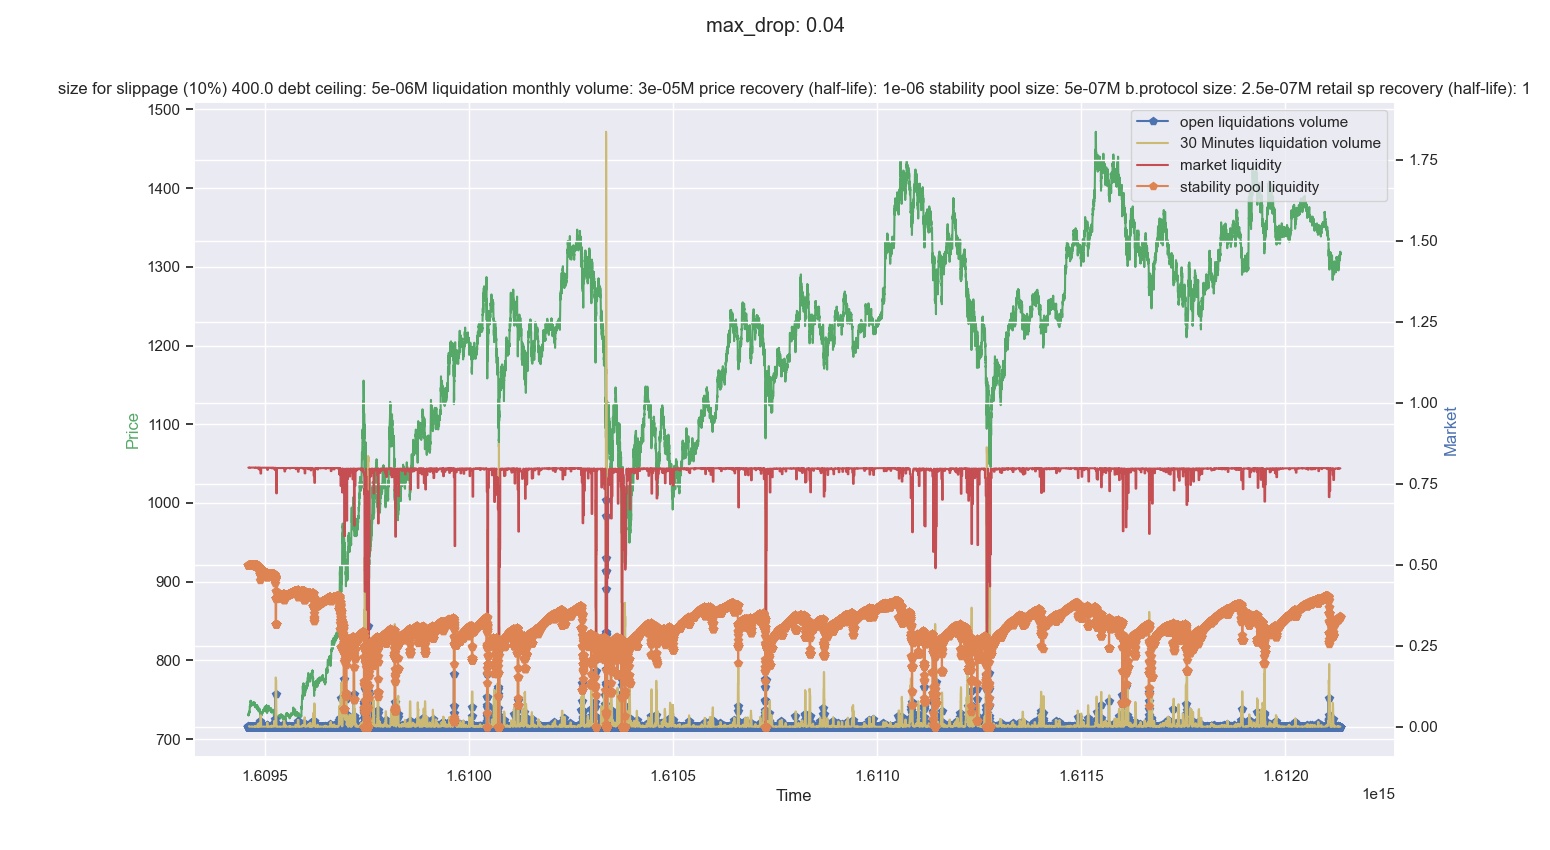 max_drop: 0.04
size for slippage (10%) 400.0 debt ceiling: 5e-06M liquidation monthly volume: 3e-05M price recovery (half-life): 1e-06 stability pool size: 5e-07M b.protocol size: 2.5e-07M retail sp recovery (half-life): 1
open liquidations volume
30 Minutes liquidation volume
market liquidity
stability pool liquidity
1500
1400
1300
1200
1100
1000
900
800
700
Price
1.75
1.50
1.25
1.00
0.75
0.50
0.25
0.00
Market
1.6095
1.6100
1.6105
1.6110
1.6115
1.6120
1e15
Time